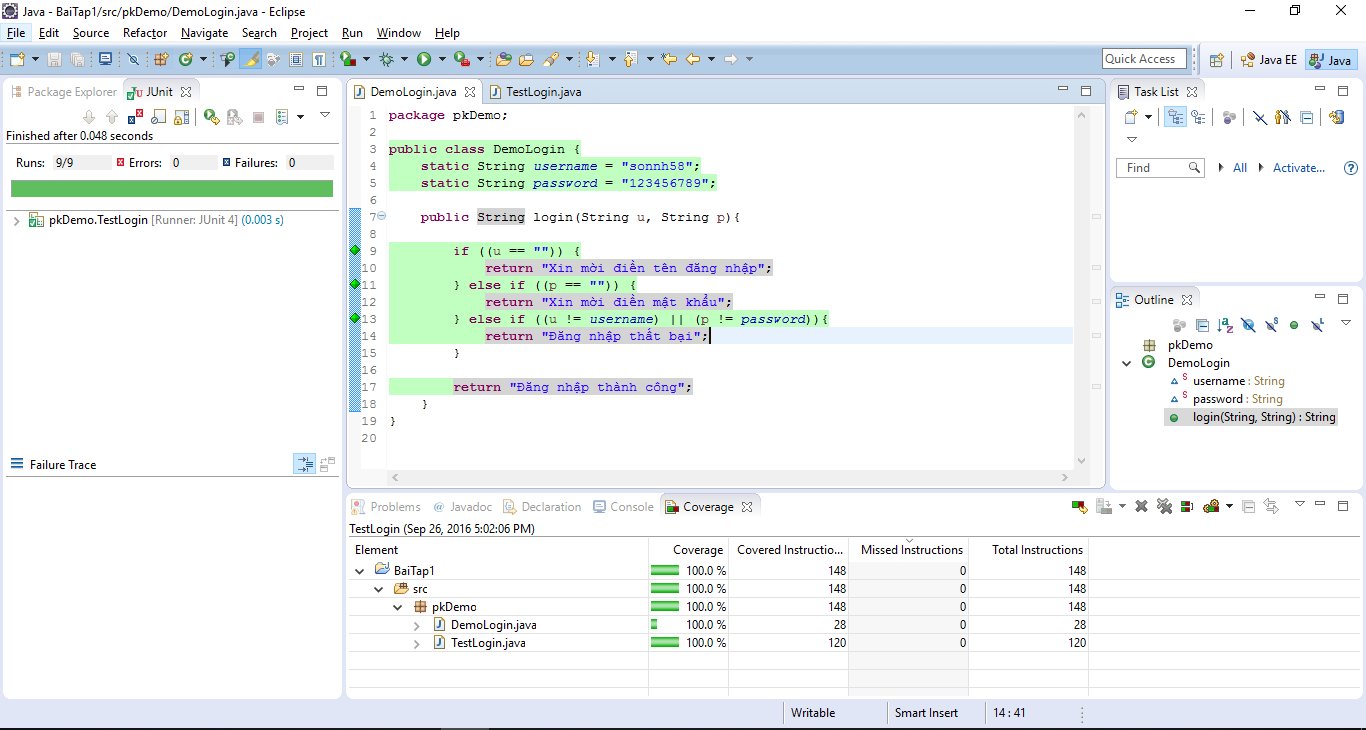 Java - BaiTap1/src/pkDemo/DemoLogin.java - Eclipse
File Edit Source Refactor Navigate Search Project Run Window Help
Quick Access
Java EE
Java
Package Explorer
JUnit
Finished after 0.048 seconds
Runs: 9/9 Errors: 0 Failures: 0
pkDemo.TestLogin [Runner: JUnit 4] (0.003 s)
Failure Trace
DemoLogin.java
TestLogin.java
1 package pkDemo;
2
3 public class DemoLogin {
4 static String username = "sonnh58";
5 static String password = "123456789";
6
7 public String login(String u, String p){
8
9 if ((u == "")) {
10 return "Xin mời điền tên đăng nhập";
11 } else if ((p == "")) {
12 return "Xin mời điền mật khẩu";
13 } else if ((u != username) || (p != password)){
14 return "Đăng nhập thất bại";
15 }
16
17 return "Đăng nhập thành công";
18 }
19 }
20
Task List
Find
All
Activate...
Outline
pkDemo
DemoLogin
S username : String
S password : String
login(String, String) : String
Problems @ Javadoc Declaration Console Coverage
TestLogin (Sep 26, 2016 5:02:06 PM)
Element Coverage Covered Instructio... Missed Instructions Total Instructions
BaiTap1 100.0 % 148 0 148
src 100.0 % 148 0 148
pkDemo 100.0 % 148 0 148
DemoLogin.java 100.0 % 28 0 28
TestLogin.java 100.0 % 120 0 120
Writable Smart Insert 14 : 41